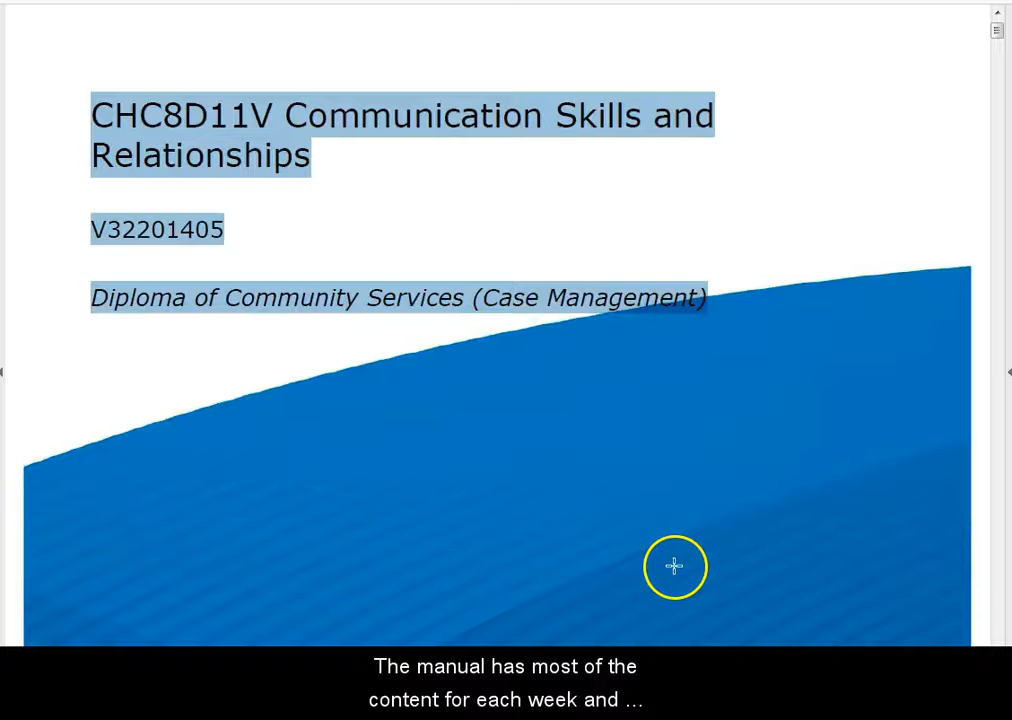 CHC8D11V Communication Skills and
Relationships
V32201405
Diploma of Community Services (Case Management)
The manual has most of the
content for each week and ...